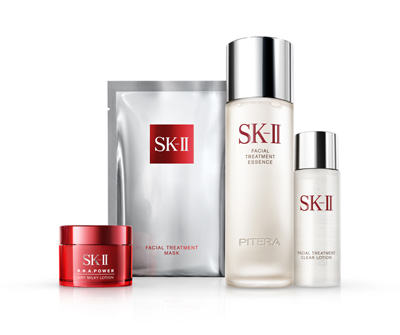 SK-II
FACIAL TREATMENT
MASK
SK-II
FACIAL
TREATMENT
ESSENCE
PITERA
SK-II
FACIAL TREATMENT
CLEAR LOTION
SK-II
R.N.A.POWER
AIRY MILKY LOTION